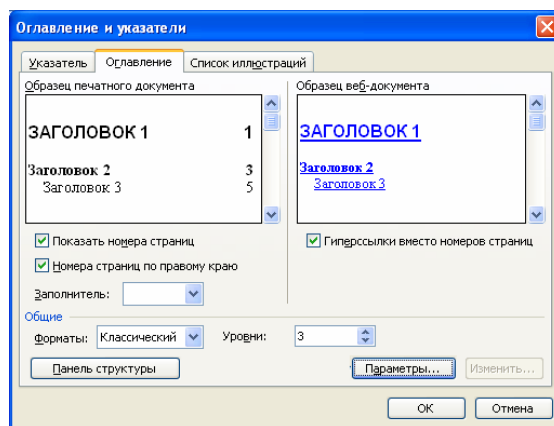 Оглавление и указатели
Указатель Оглавление Список иллюстраций
Образец печатного документа
ЗАГОЛОВОК 1 1
Заголовок 2 3
Заголовок 3 5
Образец веб-документа
ЗАГОЛОВОК 1
Заголовок 2
Заголовок 3
Показать номера страниц
Номера страниц по правому краю
Гиперссылки вместо номеров страниц
Заполнитель:
Общие
Форматы: Классический Уровни: 3
Панель структуры Параметры... Изменить...
ОК Отмена